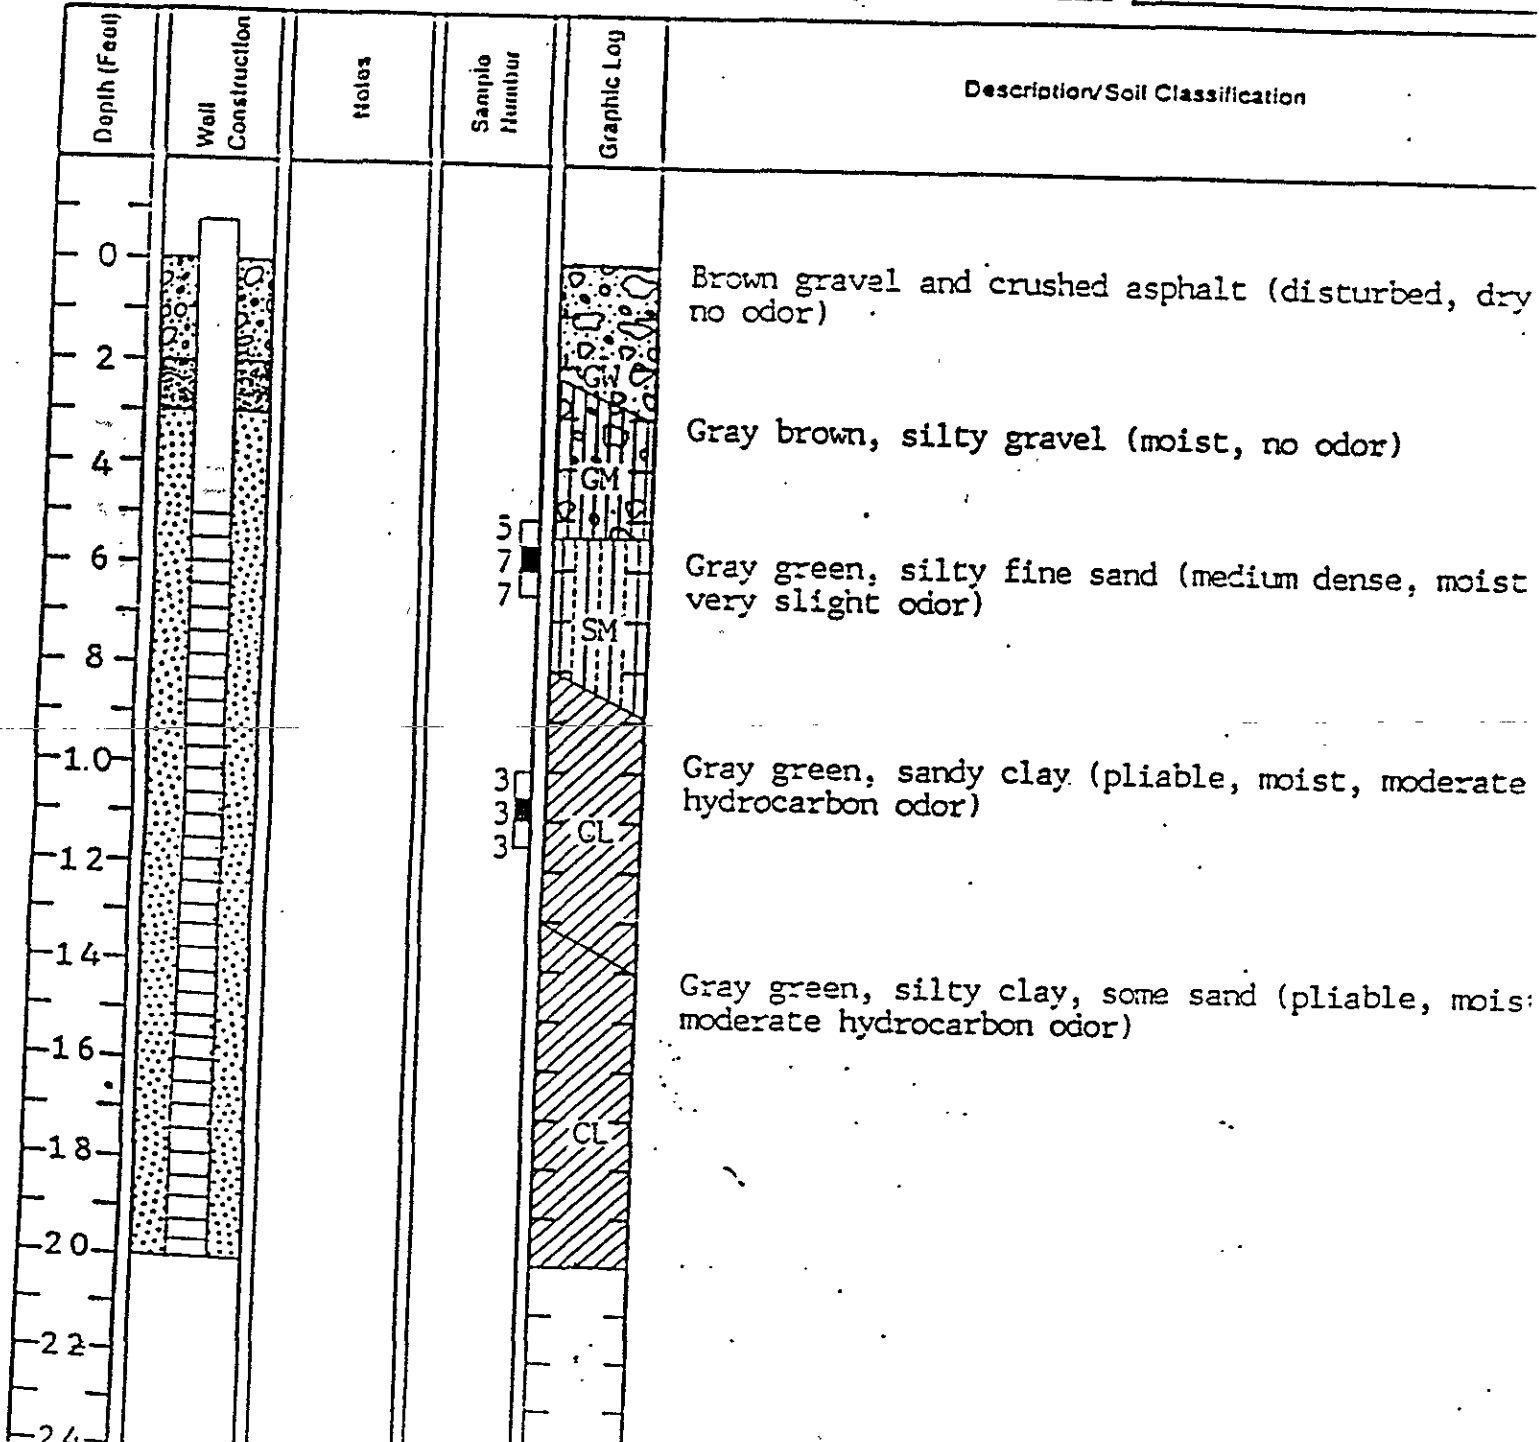 Depth (Feet)
Well
Construction
Notes
Sample
Number
Graphic Log
Description/Soil Classification
0
Brown gravel and crushed asphalt (disturbed, dry
no odor)
2
GW
Gray brown, silty gravel (moist, no odor)
4
GM
5
6
7
7
Gray green, silty fine sand (medium dense, moist
very slight odor)
SM
8
10
3
3
3
Gray green, sandy clay (pliable, moist, moderate
hydrocarbon odor)
CL
12
14
Gray green, silty clay, some sand (pliable, mois
moderate hydrocarbon odor)
16
18
CL
20
22
24